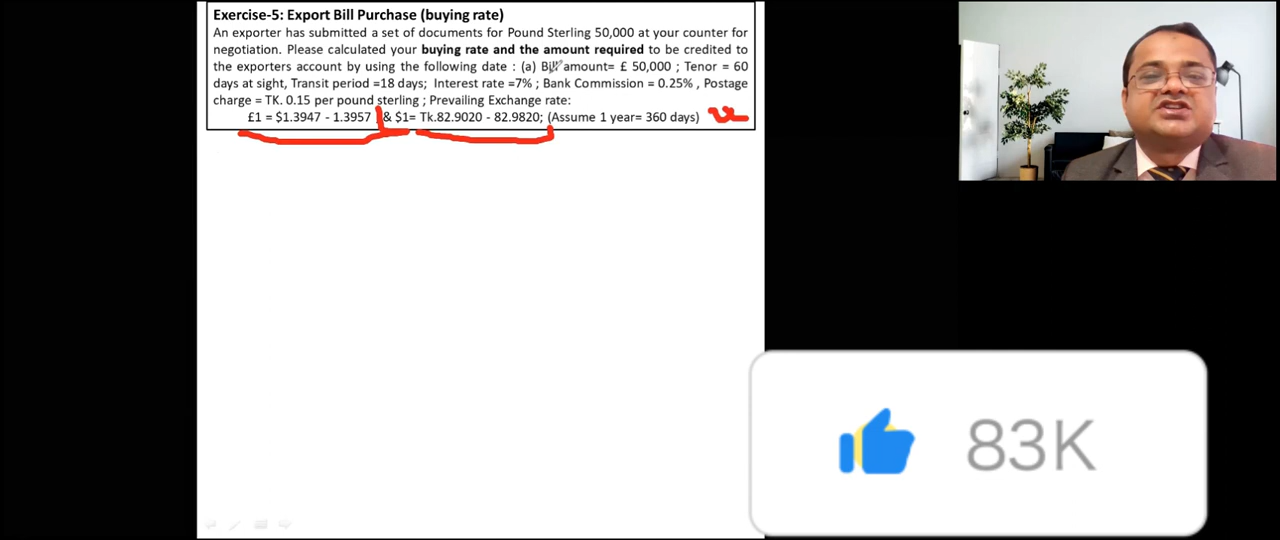 Exercise-5: Export Bill Purchase (buying rate)
An exporter has submitted a set of documents for Pound Sterling 50,000 at your counter for
negotiation. Please calculated your buying rate and the amount required to be credited to
the exporters account by using the following date : (a) Bill amount= £ 50,000 ; Tenor = 60
days at sight, Transit period =18 days; Interest rate =7% ; Bank Commission = 0.25% , Postage
charge = TK. 0.15 per pound sterling ; Prevailing Exchange rate:
£1 = $1.3947 - 1.3957 & $1= Tk.82.9020 - 82.9820; (Assume 1 year= 360 days)
83K